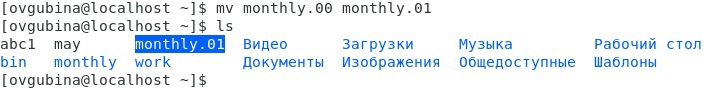 [ovgubina@localhost ~]$ mv monthly.00 monthly.01
[ovgubina@localhost ~]$ ls
abc1  may      monthly.01  Видео      Загрузки     Музыка         Рабочий стол
bin   monthly  work        Документы  Изображения  Общедоступные  Шаблоны
[ovgubina@localhost ~]$